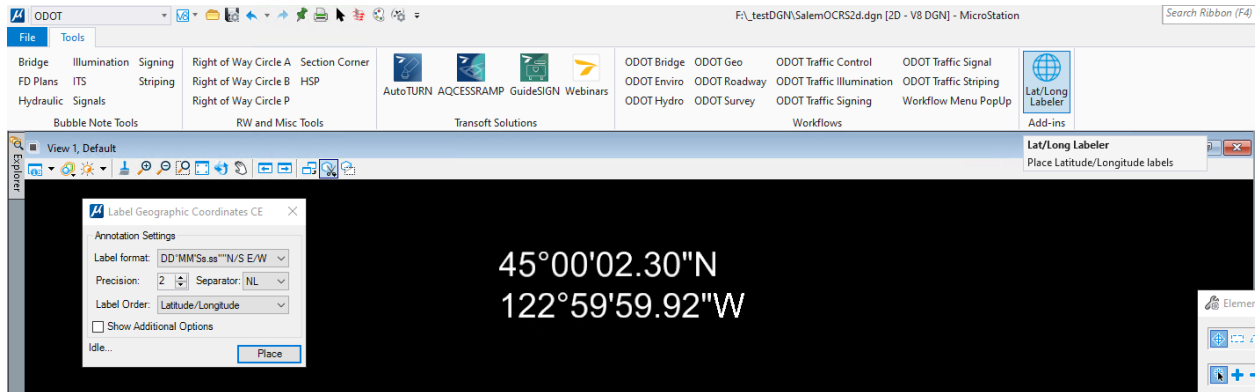 ODOT
F:\_testDGN\SalemOCRS2d.dgn [2D - V8 DGN] - MicroStation
Search Ribbon (F4)
File Tools
Bridge Illumination Signing
FD Plans ITS Striping
Hydraulic Signals
Bubble Note Tools
Right of Way Circle A Section Corner
Right of Way Circle B HSP
Right of Way Circle P
RW and Misc Tools
AutoTURN AQCESSRAMP GuideSIGN Webinars
Transoft Solutions
ODOT Bridge ODOT Geo ODOT Traffic Control ODOT Traffic Signal
ODOT Enviro ODOT Roadway ODOT Traffic Illumination ODOT Traffic Striping
ODOT Hydro ODOT Survey ODOT Traffic Signing Workflow Menu PopUp
Workflows
Lat/Long
Labeler
Add-ins
Lat/Long Labeler
Place Latitude/Longitude labels
Explorer
View 1, Default
Label Geographic Coordinates CE
Annotation Settings
Label format: DD°MM'Ss.ss""N/S E/W
Precision: 2 Separator: NL
Label Order: Latitude/Longitude
Show Additional Options
Idle...
Place
45°00'02.30"N
122°59'59.92"W